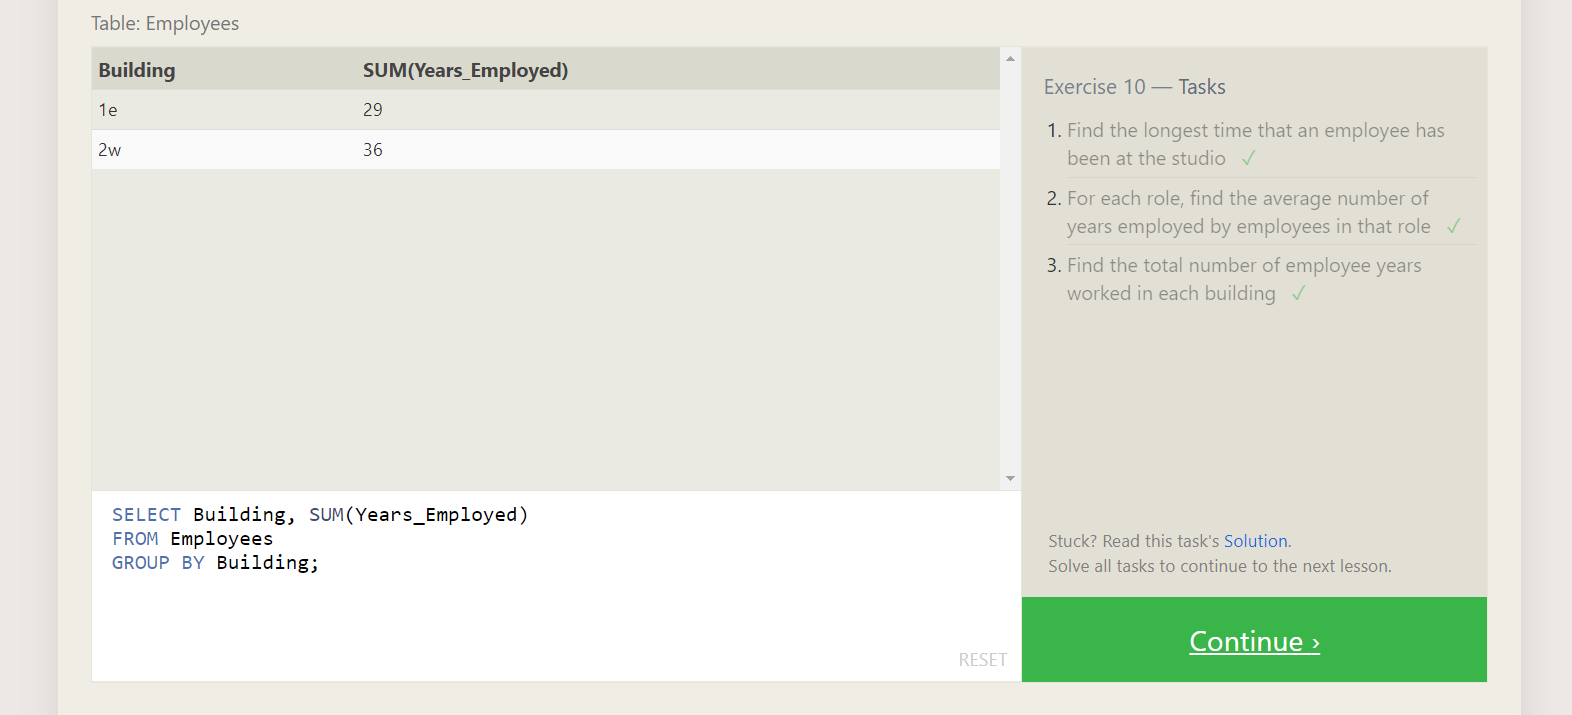 Table: Employees
Building SUM(Years_Employed)
1e 29
2w 36
SELECT Building, SUM(Years_Employed)
FROM Employees
GROUP BY Building;
RESET
Exercise 10 — Tasks
1. Find the longest time that an employee has
been at the studio ✓
2. For each role, find the average number of
years employed by employees in that role ✓
3. Find the total number of employee years
worked in each building ✓
Stuck? Read this task's Solution.
Solve all tasks to continue to the next lesson.
Continue ›